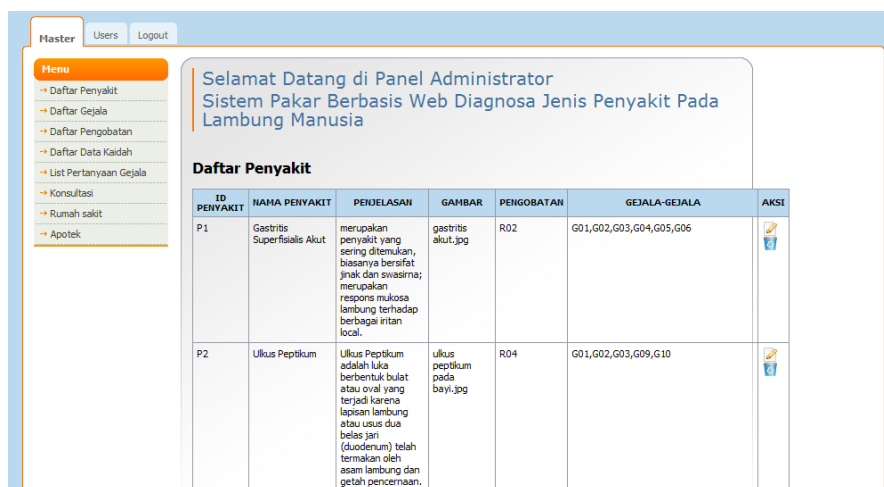 Master Users Logout
Menu
Daftar Penyakit
Daftar Gejala
Daftar Pengobatan
Daftar Data Kaidah
List Pertanyaan Gejala
Konsultasi
Rumah sakit
Apotek
Selamat Datang di Panel Administrator
Sistem Pakar Berbasis Web Diagnosa Jenis Penyakit Pada
Lambung Manusia
Daftar Penyakit
ID PENYAKIT NAMA PENYAKIT PENJELASAN GAMBAR PENGOBATAN GEJALA-GEJALA AKSI
P1
Gastritis
Superfisialis Akut
merupakan
penyakit yang
sering ditemukan,
biasanya bersifat
jinak dan swasirna;
merupakan
respons mukosa
lambung terhadap
berbagai iritan
local.
gastritis
akut.jpg
R02
G01,G02,G03,G04,G05,G06
P2
Ulkus Peptikum
Ulkus Peptikum
adalah luka
berbentuk bulat
atau oval yang
terjadi karena
lapisan lambung
atau usus dua
belas jari
(duodenum) telah
termakan oleh
asam lambung dan
getah pencernaan.
ulkus
peptikum
pada
bayi.jpg
R04
G01,G02,G03,G09,G10